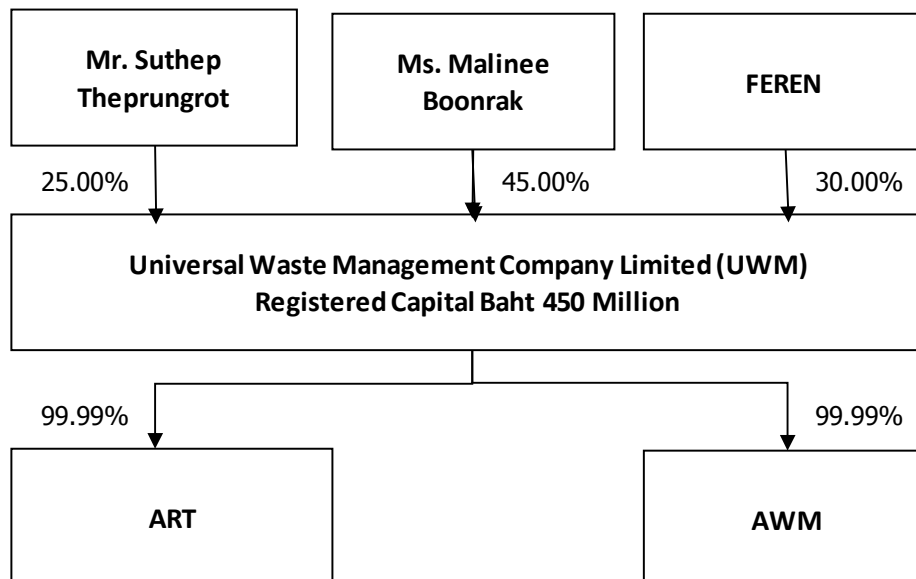 Mr. Suthep
Theprungrot
Ms. Malinee
Boonrak
FEREN
25.00%
45.00%
30.00%
Universal Waste Management Company Limited (UWM)
Registered Capital Baht 450 Million
99.99%
99.99%
ART
AWM